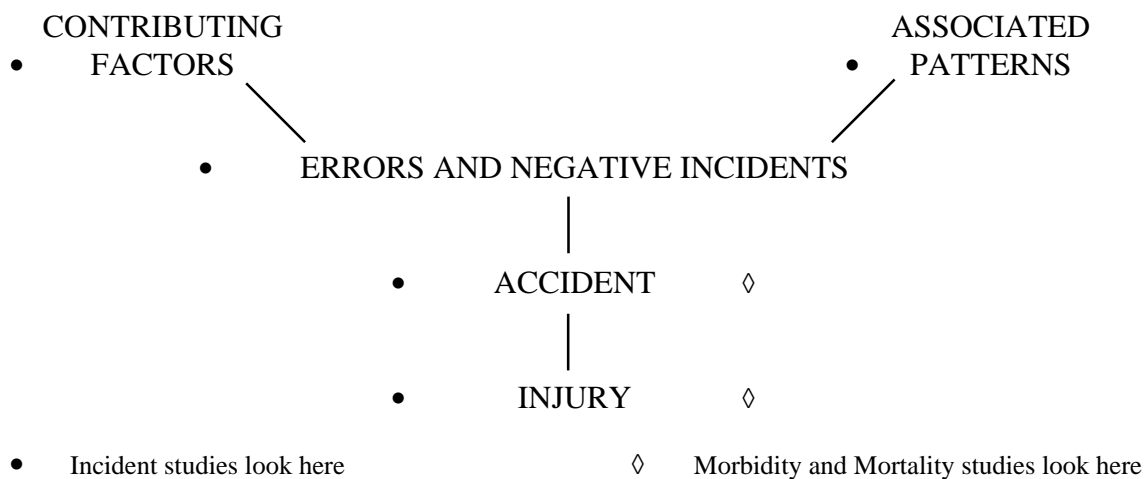 CONTRIBUTING ASSOCIATED
• FACTORS • PATTERNS
• ERRORS AND NEGATIVE INCIDENTS
• ACCIDENT ◊
• INJURY ◊
• Incident studies look here ◊ Morbidity and Mortality studies look here